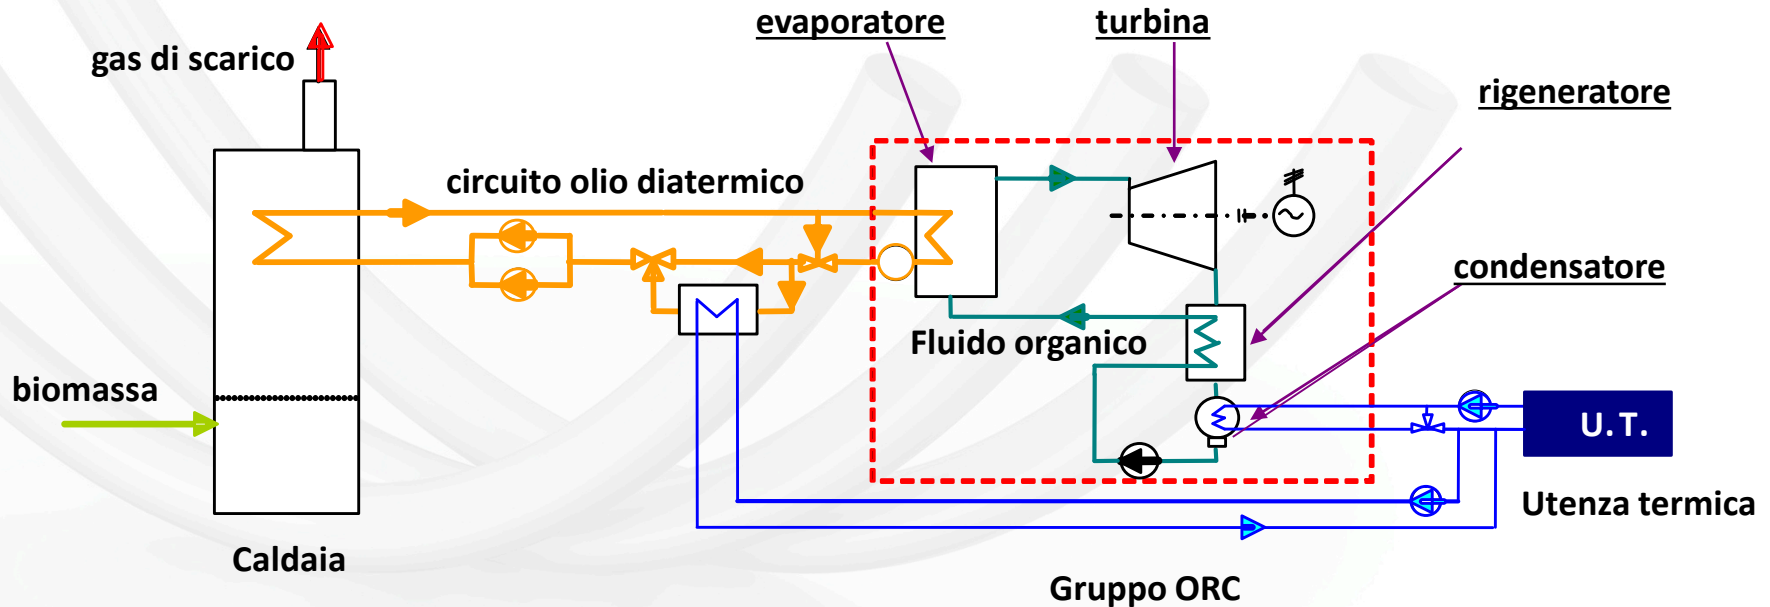 evaporatore
turbina
gas di scarico
rigeneratore
circuito olio diatermico
condensatore
Fluido organico
biomassa
U.T.
Utenza termica
Caldaia
Gruppo ORC